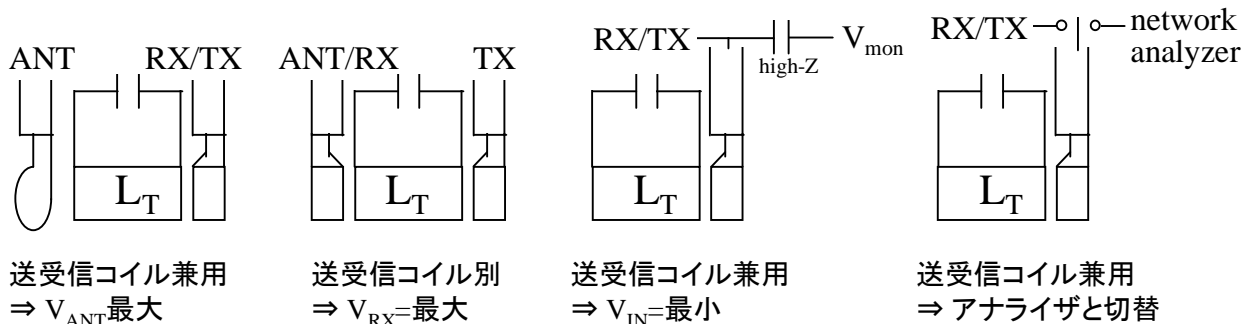 ANT RX/TX
L_T
送受信コイル兼用
⇒ V_ANT最大
ANT/RX TX
L_T
送受信コイル別
⇒ V_RX=最大
RX/TX V_mon
high-Z
L_T
送受信コイル兼用
⇒ V_IN=最小
RX/TX network
analyzer
L_T
送受信コイル兼用
⇒ アナライザと切替